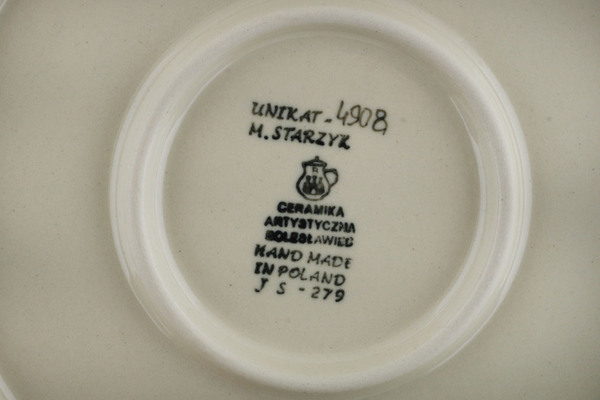 UNIKAT - 4908
M. STARZYK
CERAMIKA
ARTYSTYCZNA
BOLESŁAWIEC
HAND MADE
IN POLAND
J S - 279